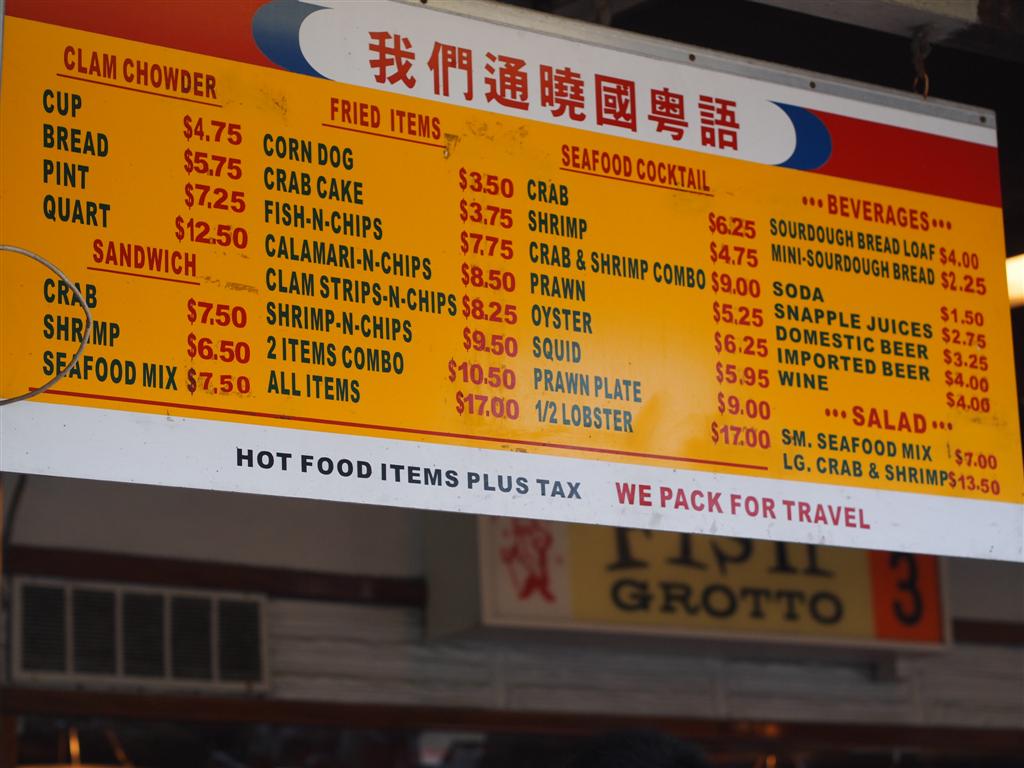 我們通曉國粵語
CLAM CHOWDER
CUP $4.75
BREAD $5.75
PINT $7.25
QUART $12.50
SANDWICH
CRAB $7.50
SHRIMP $6.50
SEAFOOD MIX $7.50
FRIED ITEMS
CORN DOG $3.50
CRAB CAKE $3.75
FISH-N-CHIPS $7.75
CALAMARI-N-CHIPS $8.50
CLAM STRIPS-N-CHIPS $8.25
SHRIMP-N-CHIPS $9.50
2 ITEMS COMBO $10.50
ALL ITEMS $17.00
SEAFOOD COCKTAIL
CRAB $6.25
SHRIMP $4.75
CRAB & SHRIMP COMBO $9.00
PRAWN $5.25
OYSTER $6.25
SQUID $5.95
PRAWN PLATE $9.00
1/2 LOBSTER $17.00
•••BEVERAGES•••
SOURDOUGH BREAD LOAF $4.00
MINI-SOURDOUGH BREAD $2.25
SODA $1.50
SNAPPLE JUICES $2.75
DOMESTIC BEER $3.25
IMPORTED BEER $4.00
WINE $4.00
•••SALAD•••
SM. SEAFOOD MIX $7.00
LG. CRAB & SHRIMP $13.50
HOT FOOD ITEMS PLUS TAX WE PACK FOR TRAVEL
FISH
GROTTO
3